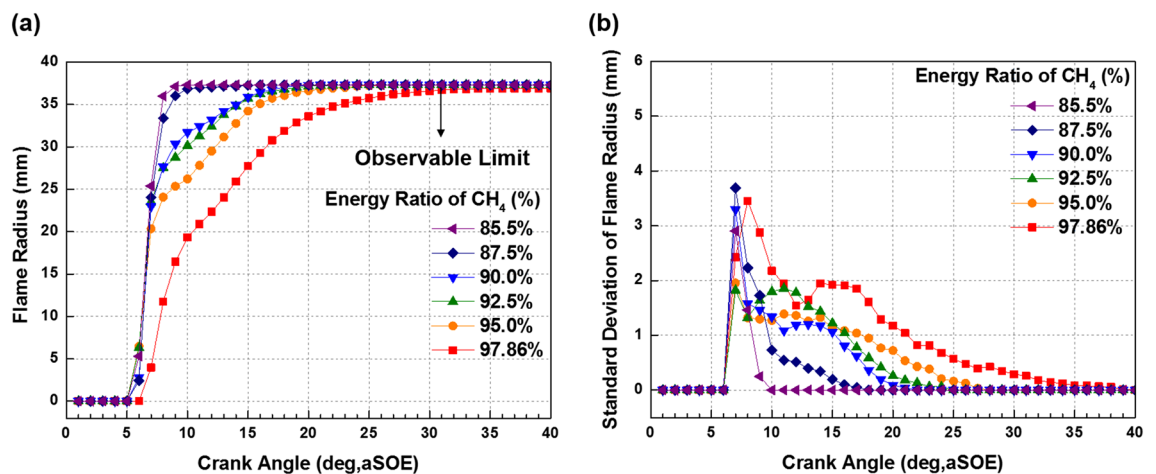 (a)
40
35
30
25
20
15
10
5
0
0 5 10 15 20 25 30 35 40
Flame Radius (mm)
Crank Angle (deg,aSOE)
Observable Limit
Energy Ratio of CH4 (%)
85.5%
87.5%
90.0%
92.5%
95.0%
97.86%
(b)
6
5
4
3
2
1
0
0 5 10 15 20 25 30 35 40
Standard Deviation of Flame Radius (mm)
Crank Angle (deg,aSOE)
Energy Ratio of CH4 (%)
85.5%
87.5%
90.0%
92.5%
95.0%
97.86%